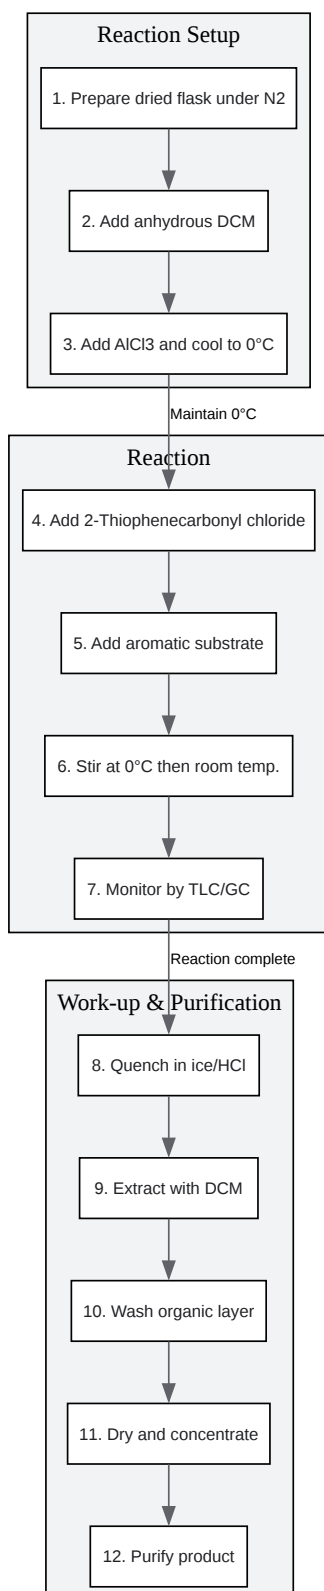 Reaction Setup
1. Prepare dried flask under N2
2. Add anhydrous DCM
3. Add AlCl3 and cool to 0°C
Maintain 0°C
Reaction
4. Add 2-Thiophenecarbonyl chloride
5. Add aromatic substrate
6. Stir at 0°C then room temp.
7. Monitor by TLC/GC
Reaction complete
Work-up & Purification
8. Quench in ice/HCl
9. Extract with DCM
10. Wash organic layer
11. Dry and concentrate
12. Purify product